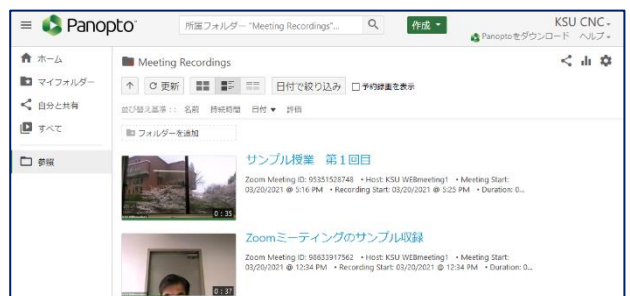 Panopto
所属フォルダー "Meeting Recordings"...
作成
KSU CNC
Panoptoをダウンロード ヘルプ
ホーム
マイフォルダー
自分と共有
すべて
参照
Meeting Recordings
更新
日付で絞り込み
予約録画を表示
並び替え基準:: 名前 持続時間 日付 ▼ 評価
フォルダーを追加
サンプル授業 第1回目
Zoom Meeting ID: 95351528748 • Host: KSU WEBmeeting1 • Meeting Start:
03/20/2021 @ 5:16 PM • Recording Start: 03/20/2021 @ 5:25 PM • Duration: 0...
0:35
Zoomミーティングのサンプル収録
Zoom Meeting ID: 98633917562 • Host: KSU WEBmeeting1 • Meeting Start:
03/20/2021 @ 12:34 PM • Recording Start: 03/20/2021 @ 12:34 PM • Duration: 0...
0:37